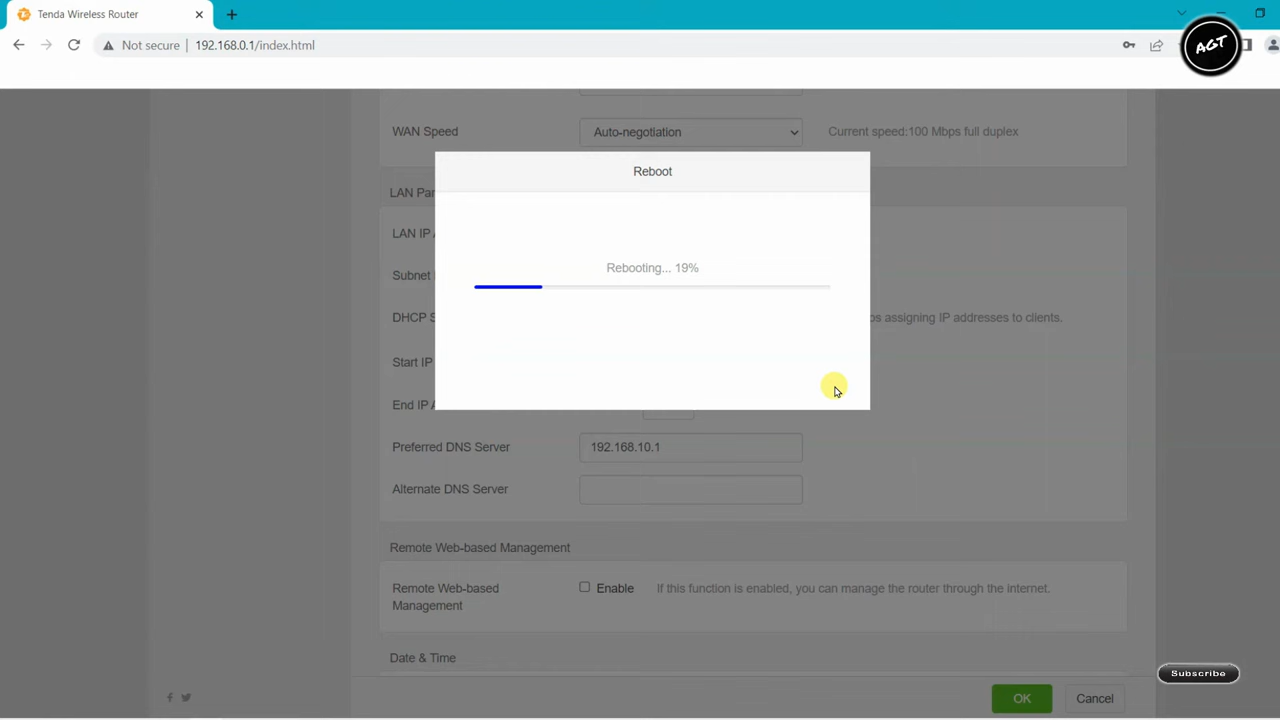 Tenda Wireless Router
Not secure 192.168.0.1/index.html
AGT
WAN Speed Auto-negotiation Current speed:100 Mbps full duplex
Reboot
LAN Par
LAN IP A
Rebooting... 19%
Subnet
DHCP S ps assigning IP addresses to clients.
Start IP
End IP A
Preferred DNS Server 192.168.10.1
Alternate DNS Server
Remote Web-based Management
Remote Web-based Management
Enable If this function is enabled, you can manage the router through the internet.
Date & Time
Subscribe
OK Cancel